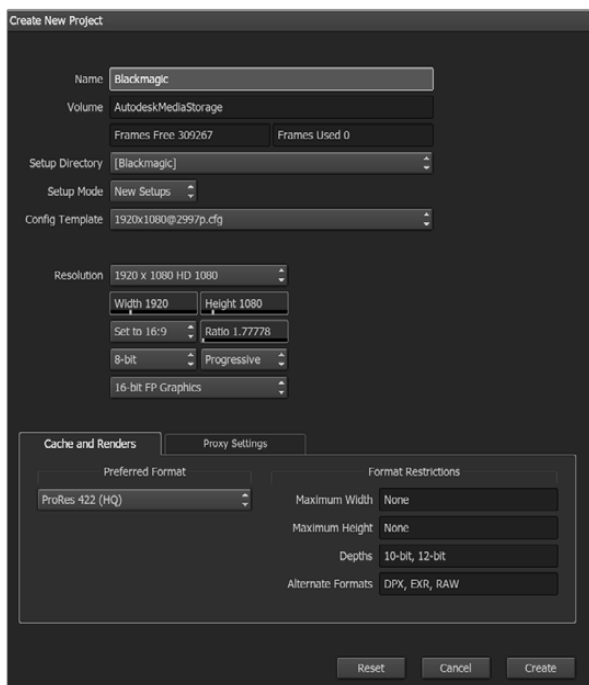 Create New Project
Name Blackmagic
Volume AutodeskMediaStorage
Frames Free 309267 Frames Used 0
Setup Directory [Blackmagic]
Setup Mode New Setups
Config Template 1920x1080@2997p.cfg
Resolution 1920 x 1080 HD 1080
Width 1920 Height 1080
Set to 16:9 Ratio 1.77778
8-bit Progressive
16-bit FP Graphics
Cache and Renders Proxy Settings
Preferred Format Format Restrictions
ProRes 422 (HQ) Maximum Width None
Maximum Height None
Depths 10-bit, 12-bit
Alternate Formats DPX, EXR, RAW
Reset Cancel Create